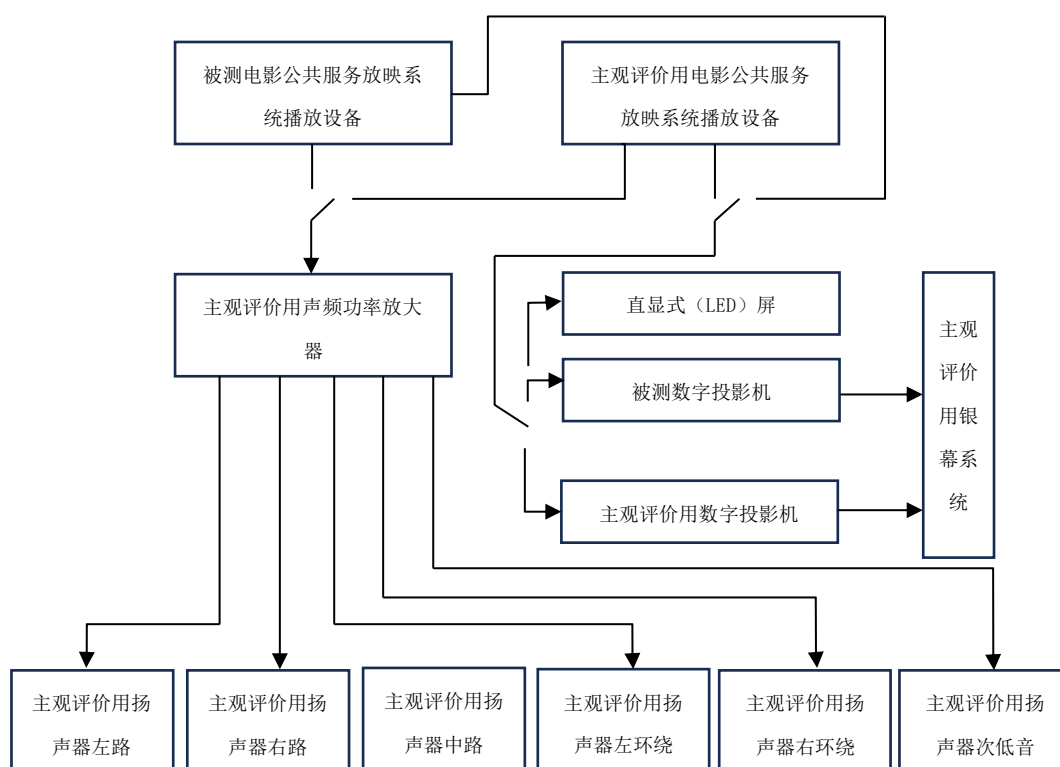 被测电影公共服务放映系
统播放设备
主观评价用电影公共服务
放映系统播放设备
主观评价用声频功率放大
器
直显式（LED）屏
被测数字投影机
主观评价用数字投影机
主观
评价
用银
幕系
统
主观评价用扬
声器左路
主观评价用扬
声器右路
主观评价用扬
声器中路
主观评价用扬
声器左环绕
主观评价用扬
声器右环绕
主观评价用扬
声器次低音